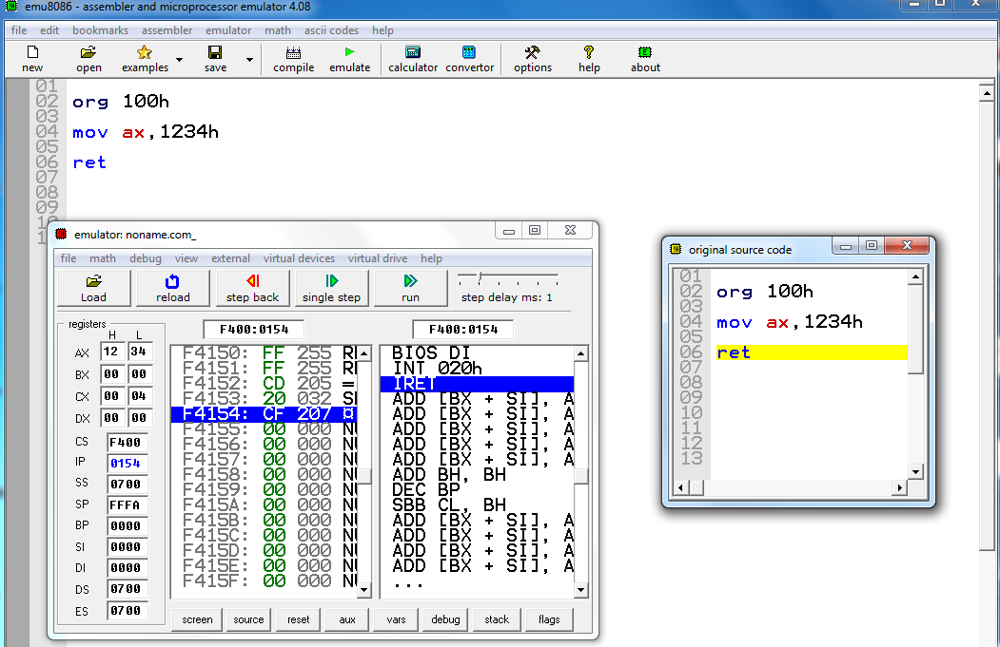 emu8086 - assembler and microprocessor emulator 4.08
file edit bookmarks assembler emulator math ascii codes help
new open examples save compile emulate calculator convertor options help about
01
02 org 100h
03
04 mov ax,1234h
05
06 ret
07
08
09
emulator: noname.com_
file math debug view external virtual devices virtual drive help
Load reload step back single step run step delay ms: 1
registers
H L
AX 12 34
BX 00 00
CX 00 04
DX 00 00
CS F400
IP 0154
SS 0700
SP FFFA
BP 0000
SI 0000
DI 0000
DS 0700
ES 0700
F400:0154
F4150: FF 255
F4151: FF 255
F4152: CD 205 =
F4153: 20 032
F4154: CF 207 ¤
F4155: 00 000
F4156: 00 000
F4157: 00 000
F4158: 00 000
F4159: 00 000
F415A: 00 000
F415B: 00 000
F415C: 00 000
F415D: 00 000
F415E: 00 000
F415F: 00 000
F400:0154
BIOS DI
INT 020h
IRET
ADD [BX + SI], A
ADD [BX + SI], A
ADD [BX + SI], A
ADD [BX + SI], A
ADD [BX + SI], A
ADD BH, BH
DEC BP
SBB CL, BH
ADD [BX + SI], A
ADD [BX + SI], A
ADD [BX + SI], A
ADD [BX + SI], A
...
screen source reset aux vars debug stack flags
original source code
01
02 org 100h
03
04 mov ax,1234h
05
06 ret
07
08
09
10
11
12
13